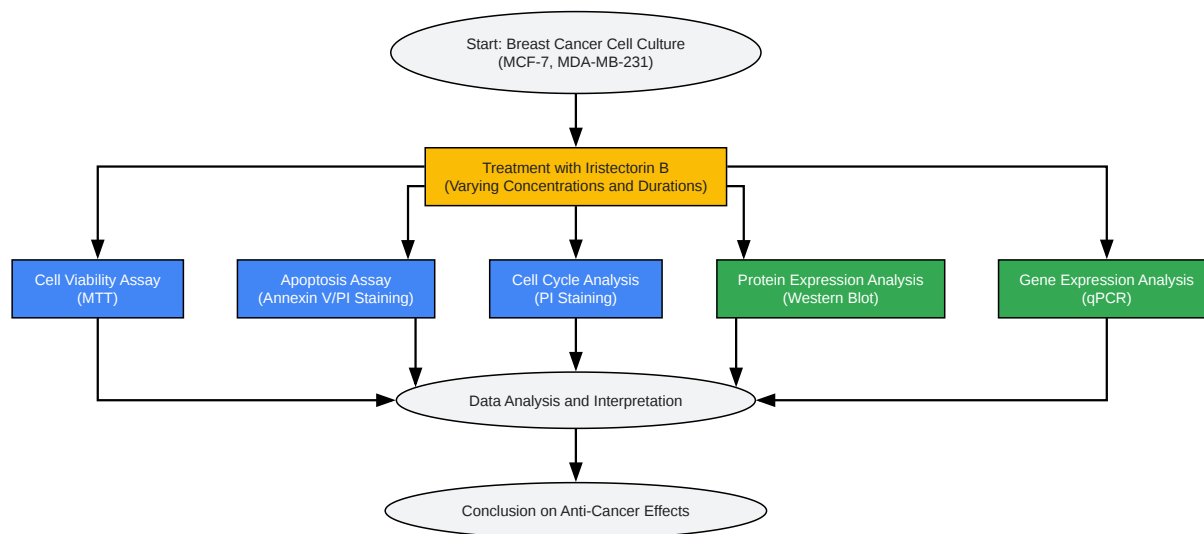 Start: Breast Cancer Cell Culture
(MCF-7, MDA-MB-231)
Treatment with Iristectorin B
(Varying Concentrations and Durations)
Cell Viability Assay
(MTT)
Apoptosis Assay
(Annexin V/PI Staining)
Cell Cycle Analysis
(PI Staining)
Protein Expression Analysis
(Western Blot)
Gene Expression Analysis
(qPCR)
Data Analysis and Interpretation
Conclusion on Anti-Cancer Effects